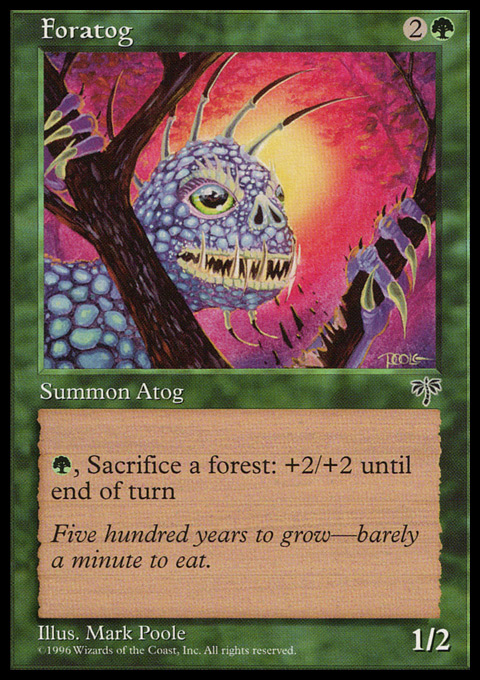 Foratog 2
POOLE
Summon Atog
, Sacrifice a forest: +2/+2 until
end of turn
Five hundred years to grow—barely
a minute to eat.
Illus. Mark Poole
©1996 Wizards of the Coast, Inc. All rights reserved.
1/2